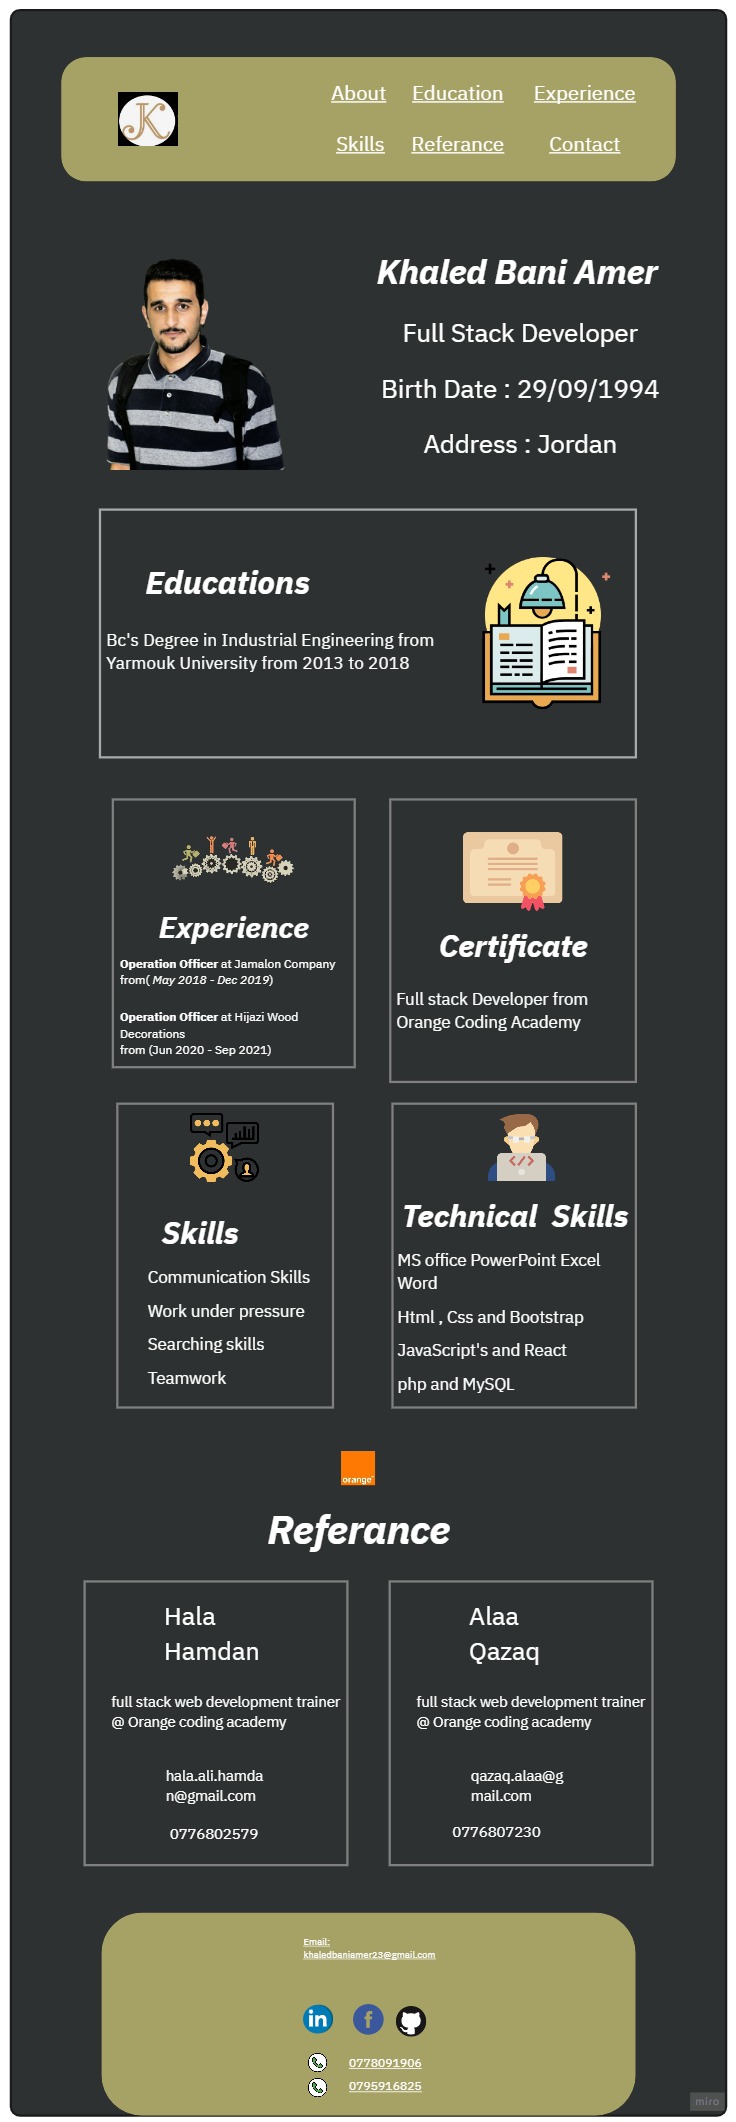 JK
About Education Experience
Skills Referance Contact
Khaled Bani Amer
Full Stack Developer
Birth Date : 29/09/1994
Address : Jordan
Educations
Bc's Degree in Industrial Engineering from
Yarmouk University from 2013 to 2018
Experience
Operation Officer at Jamalon Company
from( May 2018 - Dec 2019)
Operation Officer at Hijazi Wood
Decorations
from (Jun 2020 - Sep 2021)
Certificate
Full stack Developer from
Orange Coding Academy
Skills
Communication Skills
Work under pressure
Searching skills
Teamwork
Technical Skills
MS office PowerPoint Excel
Word
Html , Css and Bootstrap
JavaScript's and React
php and MySQL
orange
Referance
Hala
Hamdan
full stack web development trainer
@ Orange coding academy
hala.ali.hamda
n@gmail.com
0776802579
Alaa
Qazaq
full stack web development trainer
@ Orange coding academy
qazaq.alaa@g
mail.com
0776807230
Email:
khaledbaniamer23@gmail.com
in f
0778091906
0795916825
miro